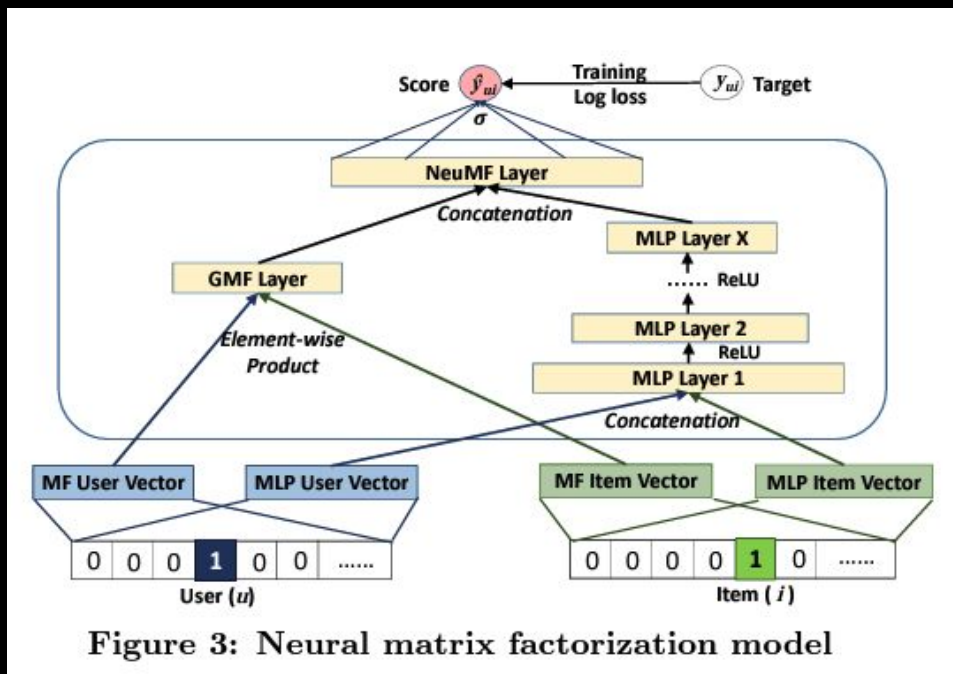 Score ŷui Training yui Target
Log loss
σ
NeuMF Layer
Concatenation
MLP Layer X
GMF Layer
...... ReLU
Element-wise
Product
MLP Layer 2
ReLU
MLP Layer 1
Concatenation
MF User Vector MLP User Vector MF Item Vector MLP Item Vector
0 0 0 1 0 0 ...... 0 0 0 0 1 0 ......
User (u) Item ( i )
Figure 3: Neural matrix factorization model